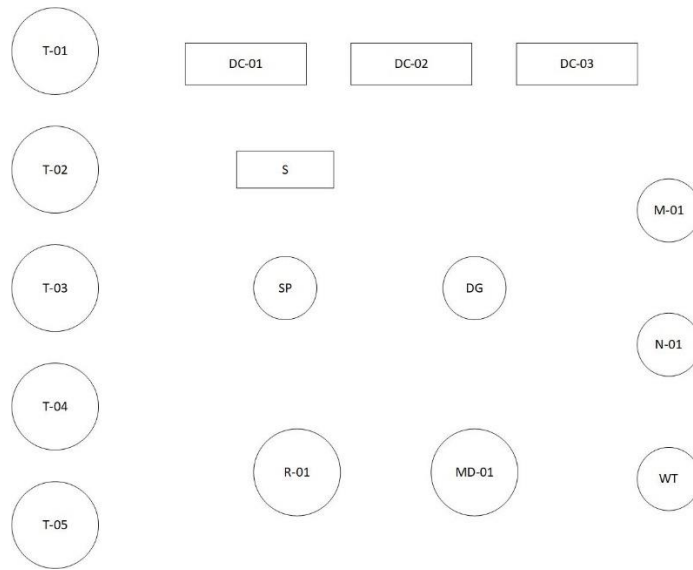 T-01
DC-01
DC-02
DC-03
T-02
S
M-01
T-03
SP
DG
N-01
T-04
R-01
MD-01
WT
T-05